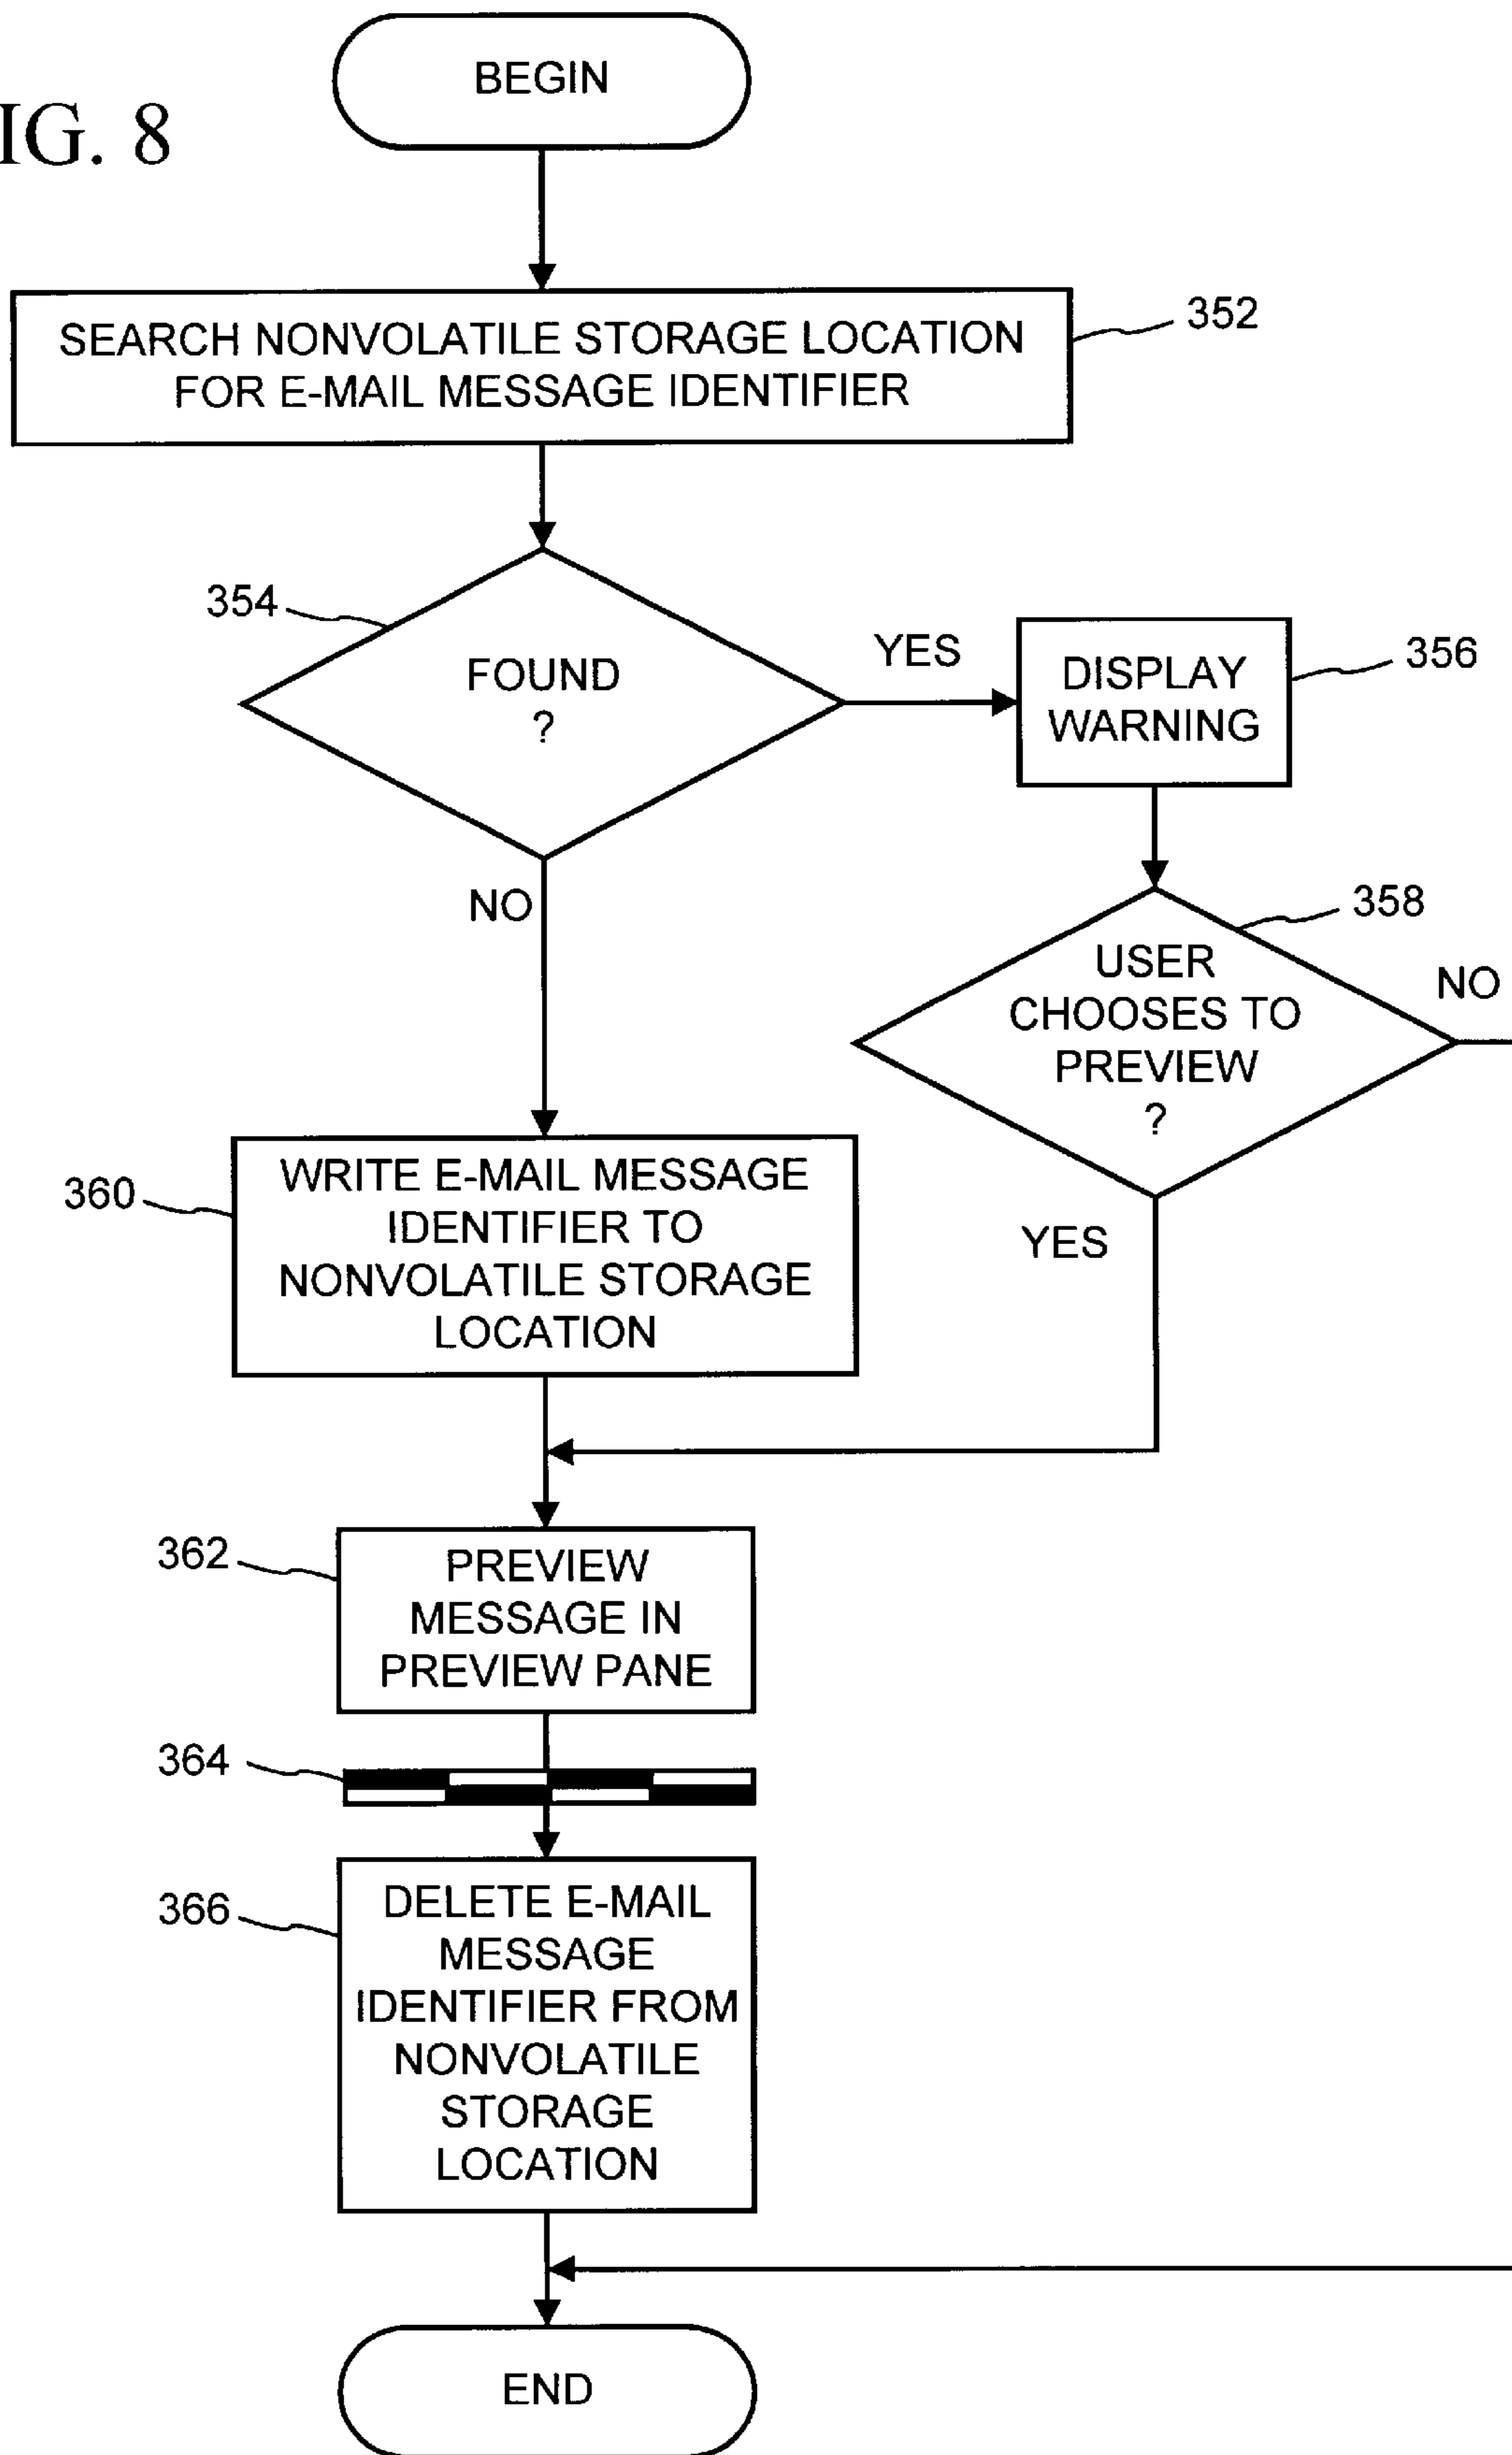 IG. 8
BEGIN
SEARCH NONVOLATILE STORAGE LOCATION
FOR E-MAIL MESSAGE IDENTIFIER
352
354
FOUND
?
YES
DISPLAY
WARNING
356
NO
358
USER
CHOOSES TO
PREVIEW
?
NO
YES
360
WRITE E-MAIL MESSAGE
IDENTIFIER TO
NONVOLATILE STORAGE
LOCATION
362
PREVIEW
MESSAGE IN
PREVIEW PANE
364
366
DELETE E-MAIL
MESSAGE
IDENTIFIER FROM
NONVOLATILE
STORAGE
LOCATION
END